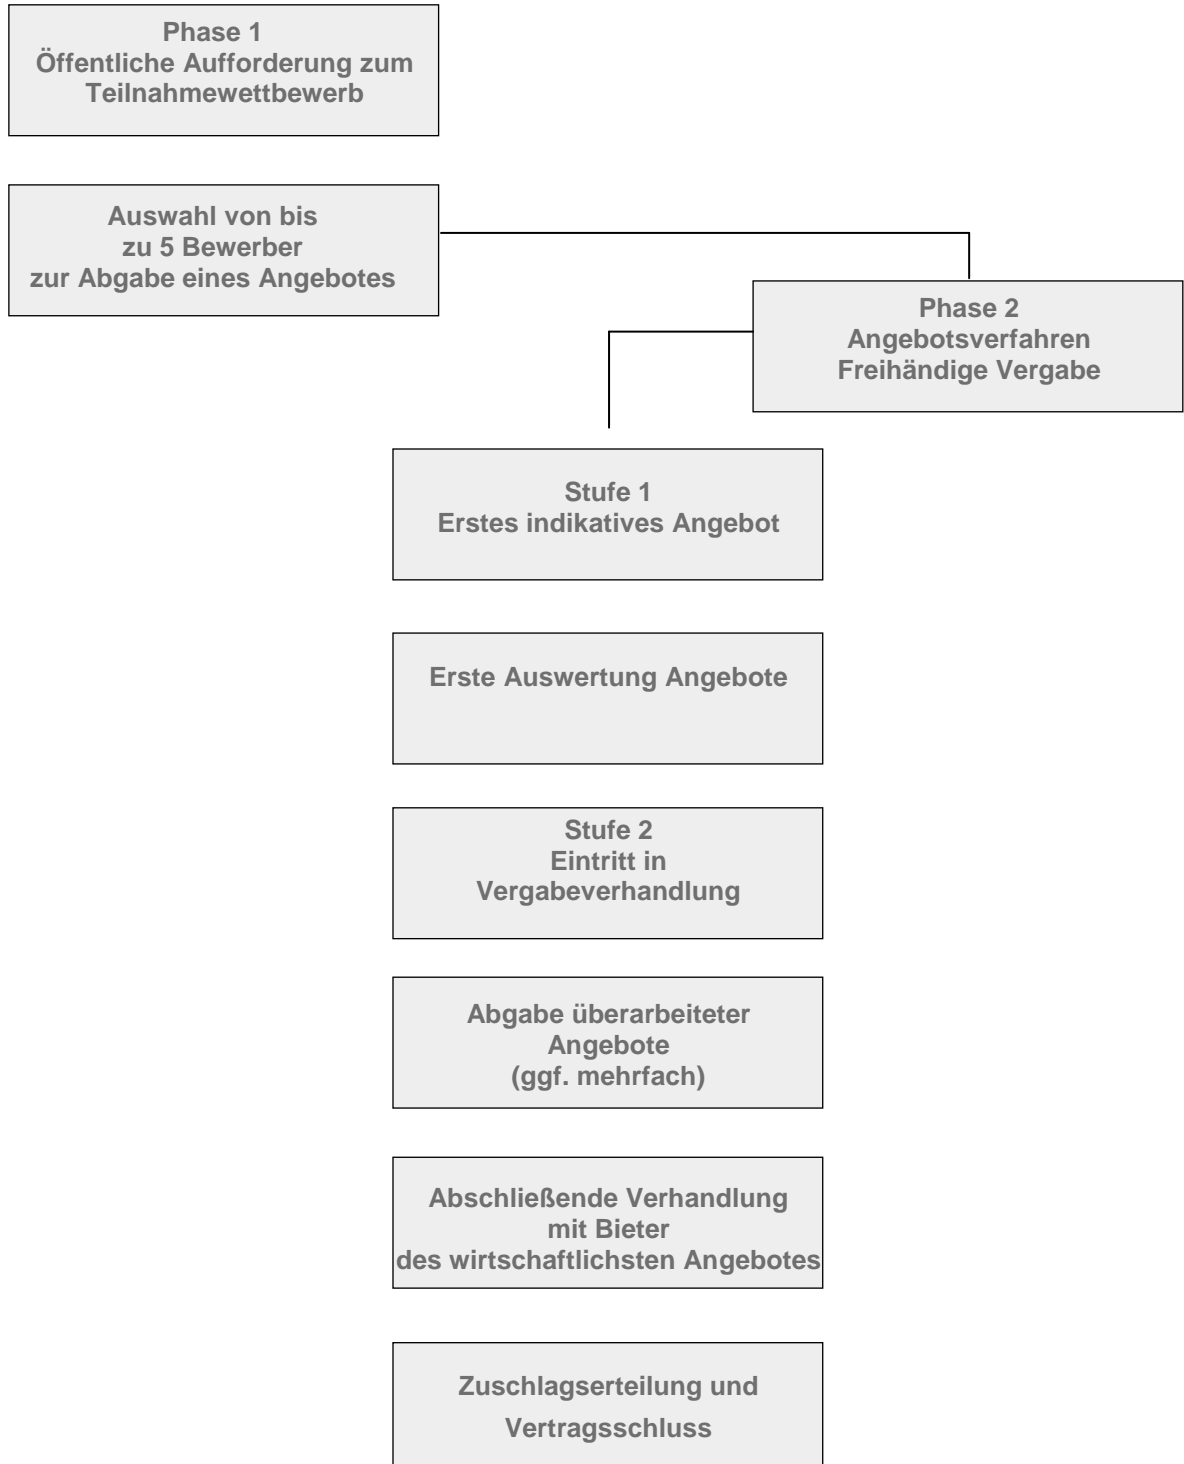 Phase 1
Öffentliche Aufforderung zum
Teilnahmewettbewerb
Auswahl von bis
zu 5 Bewerber
zur Abgabe eines Angebotes
Phase 2
Angebotsverfahren
Freihändige Vergabe
Stufe 1
Erstes indikatives Angebot
Erste Auswertung Angebote
Stufe 2
Eintritt in
Vergabeverhandlung
Abgabe überarbeiteter
Angebote
(ggf. mehrfach)
Abschließende Verhandlung
mit Bieter
des wirtschaftlichsten Angebotes
Zuschlagserteilung und
Vertragsschluss